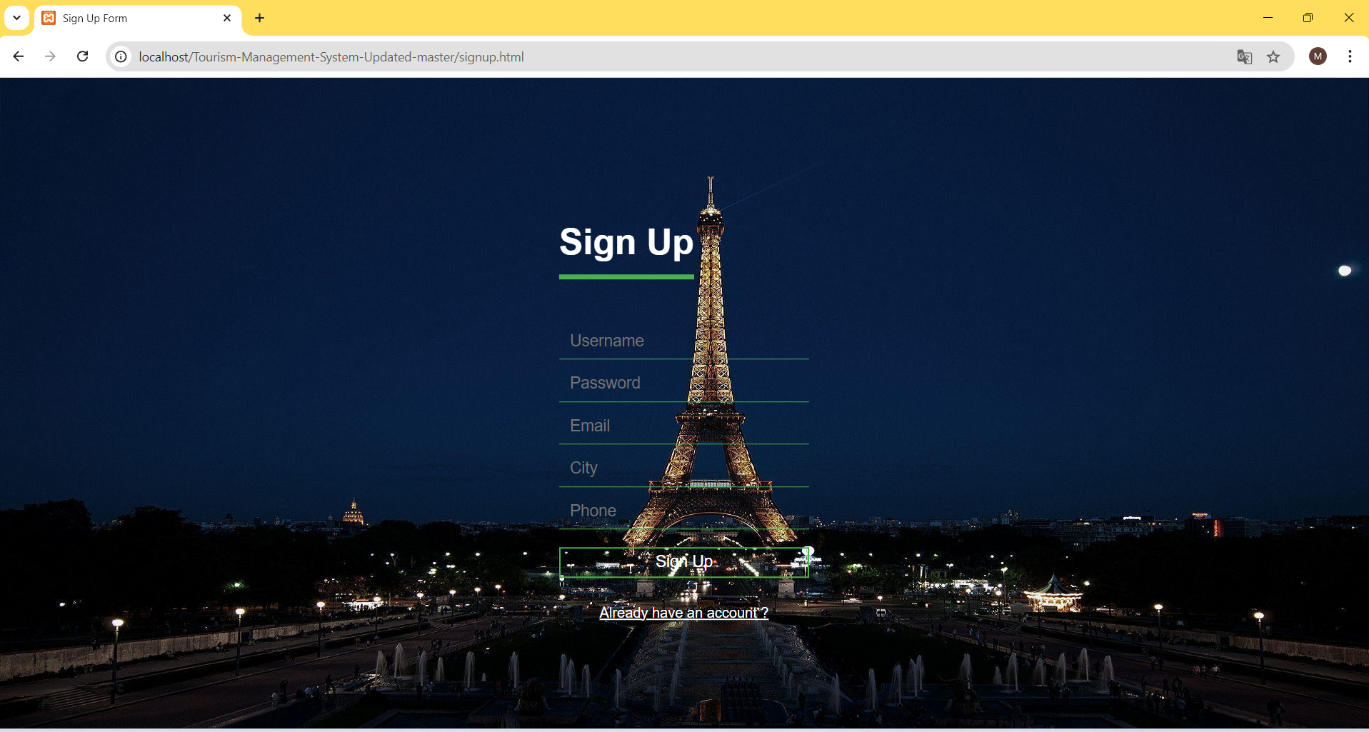 Sign Up Form
localhost/Tourism-Management-System-Updated-master/signup.html
M
Sign Up
Username
Password
Email
City
Phone
Sign Up
Already have an account ?